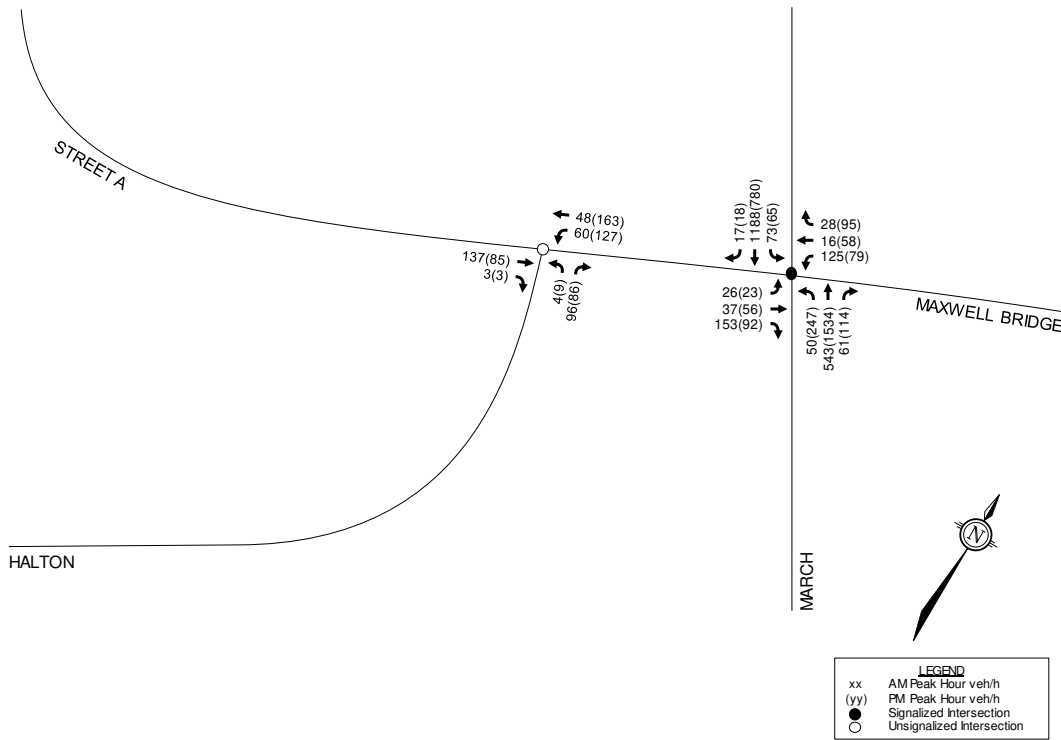 STREET A
48(163)
60(127)
137(85)
3(3)
4(9)
96(86)
17(18)
1188(780)
73(65)
28(95)
16(58)
125(79)
26(23)
37(56)
153(92)
50(247)
543(1534)
61(114)
MAXWELL BRIDGE
HALTON
MARCH
N
LEGEND
xx AM Peak Hour veh/h
(yy) PM Peak Hour veh/h
Signalized Intersection
Unsignalized Intersection